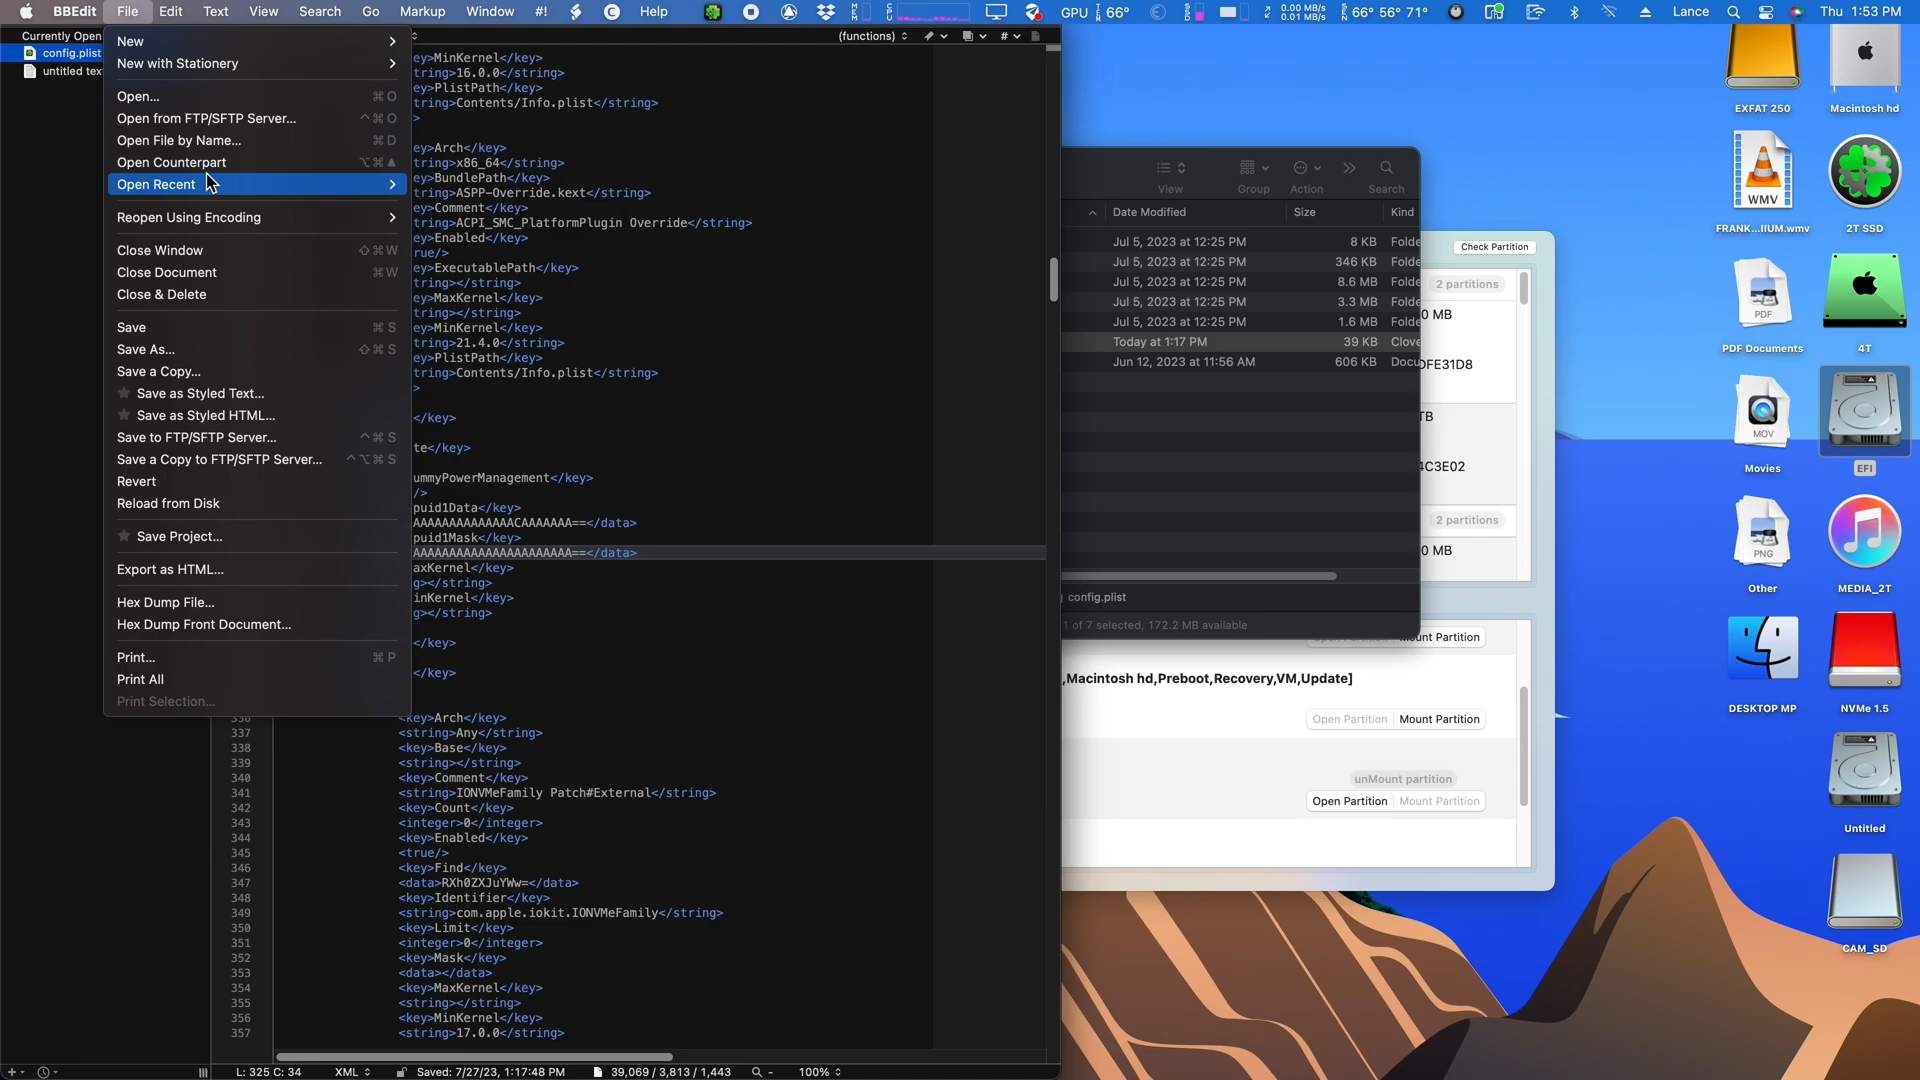 BBEdit File Edit Text View Search Go Markup Window #! Help GPU 66° 0.00 MB/s 0.01 MB/s 66° 56° 71° Lance Thu 1:53 PM
Currently Open
config.plist
untitled tex
(functions)
New
New with Stationery
Open... ⌘ O
Open from FTP/SFTP Server... ^ ⌘ O
Open File by Name... ⌘ D
Open Counterpart ⌥ ⌘ ▲
Open Recent
Reopen Using Encoding
Close Window ⇧ ⌘ W
Close Document ⌘ W
Close & Delete
Save ⌘ S
Save As... ⇧ ⌘ S
Save a Copy...
Save as Styled Text...
Save as Styled HTML...
Save to FTP/SFTP Server... ^ ⌘ S
Save a Copy to FTP/SFTP Server... ^ ⌥ ⌘ S
Revert
Reload from Disk
Save Project...
Export as HTML...
Hex Dump File...
Hex Dump Front Document...
Print... ⌘ P
Print All
Print Selection...
ey>MinKernel</key>
tring>16.0.0</string>
ey>PlistPath</key>
tring>Contents/Info.plist</string>
>
ey>Arch</key>
tring>x86_64</string>
ey>BundlePath</key>
tring>ASPP-Override.kext</string>
ey>Comment</key>
tring>ACPI_SMC_PlatformPlugin Override</string>
ey>Enabled</key>
rue/>
ey>ExecutablePath</key>
tring></string>
ey>MaxKernel</key>
tring></string>
ey>MinKernel</key>
tring>21.4.0</string>
ey>PlistPath</key>
tring>Contents/Info.plist</string>
>
</key>
te</key>
ummyPowerManagement</key>
/>
puid1Data</key>
AAAAAAAAAAAAAACAAAAAAA==</data>
puid1Mask</key>
AAAAAAAAAAAAAAAAAAAAAA==</data>
axKernel</key>
g></string>
inKernel</key>
g></string>
</key>
</key>
336 <key>Arch</key>
337 <string>Any</string>
338 <key>Base</key>
339 <string></string>
340 <key>Comment</key>
341 <string>IONVMeFamily Patch#External</string>
342 <key>Count</key>
343 <integer>0</integer>
344 <key>Enabled</key>
345 <true/>
346 <key>Find</key>
347 <data>RXh0ZXJuYWw=</data>
348 <key>Identifier</key>
349 <string>com.apple.iokit.IONVMeFamily</string>
350 <key>Limit</key>
351 <integer>0</integer>
352 <key>Mask</key>
353 <data></data>
354 <key>MaxKernel</key>
355 <string></string>
356 <key>MinKernel</key>
357 <string>17.0.0</string>
L: 325 C: 34 XML Saved: 7/27/23, 1:17:48 PM 39,069 / 3,813 / 1,443 100%
View Group Action Search
Date Modified Size Kind
Jul 5, 2023 at 12:25 PM 8 KB Folde
Jul 5, 2023 at 12:25 PM 346 KB Folde
Jul 5, 2023 at 12:25 PM 8.6 MB Folde
Jul 5, 2023 at 12:25 PM 3.3 MB Folde
Jul 5, 2023 at 12:25 PM 1.6 MB Folde
Today at 1:17 PM 39 KB Clove
Jun 12, 2023 at 11:56 AM 606 KB Docu
config.plist
1 of 7 selected, 172.2 MB available
Check Partition
2 partitions
0 MB
DFE31D8
TB
4C3E02
2 partitions
0 MB
Mount Partition
,Macintosh hd,Preboot,Recovery,VM,Update]
Open Partition Mount Partition
unMount partition
Open Partition Mount Partition
EXFAT 250
Macintosh hd
WMV
FRANK...IIUM.wmv
2T SSD
PDF
PDF Documents
4T
MOV
Movies
EFI
PNG
Other
MEDIA_2T
DESKTOP MP
NVMe 1.5
Untitled
CAM_SD